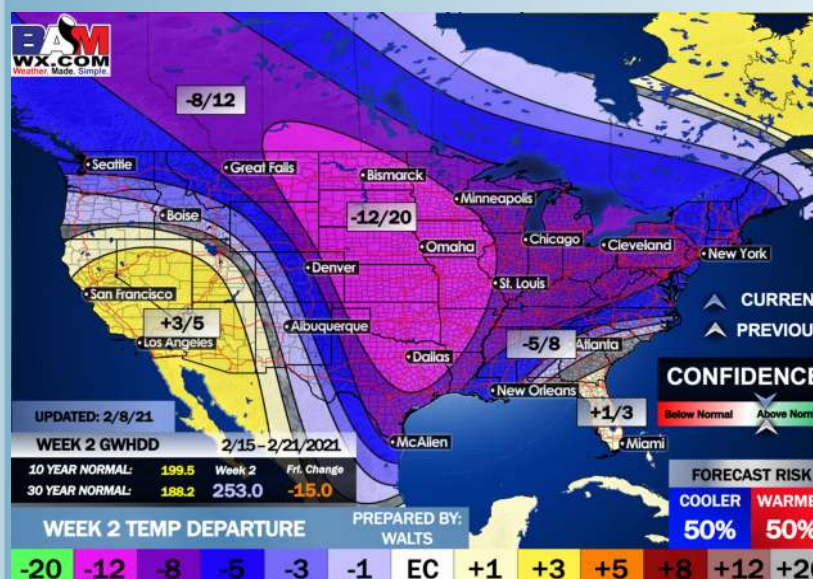 BAM
WX.COM
Weather. Made. Simple.
-8/12
Seattle
Great Falls
Bismarck
Minneapolis
Boise
-12/20
Omaha
Chicago
Cleveland
New York
Denver
St. Louis
San Francisco
+3/5
Los Angeles
Albuquerque
Dallas
-5/8
Atlanta
New Orleans
+1/3
McAllen
Miami
CURREN
PREVIOU
CONFIDENCE
Below Normal Above Norm
UPDATED: 2/8/21
WEEK 2 GWHDD 2/15-2/21/2021
10 YEAR NORMAL: 199.5 Week 2 Fri. Change
30 YEAR NORMAL: 188.2 253.0 -15.0
FORECAST RISK
COOLER WARME
50% 50%
WEEK 2 TEMP DEPARTURE
PREPARED BY:
WALTS
-20 -12 -8 -5 -3 -1 EC +1 +3 +5 +8 +12 +20